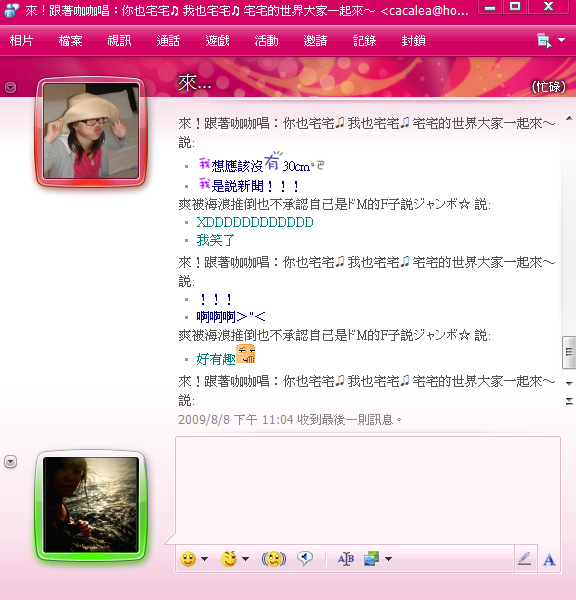 來！跟著咖咖唱：你也宅宅♫ 我也宅宅♫ 宅宅的世界大家一起來～ <cacalea@ho...
相片 檔案 視訊 通話 遊戲 活動 邀請 記錄 封鎖
來...
(忙碌)
來！跟著咖咖唱：你也宅宅♫ 我也宅宅♫ 宅宅的世界大家一起來～
説:
我想應該沒有30cm吧
我是説新聞！！！
爽被海浪推倒也不承認自己是ドM的F子説ジャンボ☆ 説:
XDDDDDDDDDDDD
我笑了
來！跟著咖咖唱：你也宅宅♫ 我也宅宅♫ 宅宅的世界大家一起來～
説:
！！！
啊啊啊＞"＜
爽被海浪推倒也不承認自己是ドM的F子説ジャンボ☆ 説:
好有趣
來！跟著咖咖唱：你也宅宅♫ 我也宅宅♫ 宅宅的世界大家一起來～
説:
2009/8/8 下午 11:04 收到最後一則訊息。